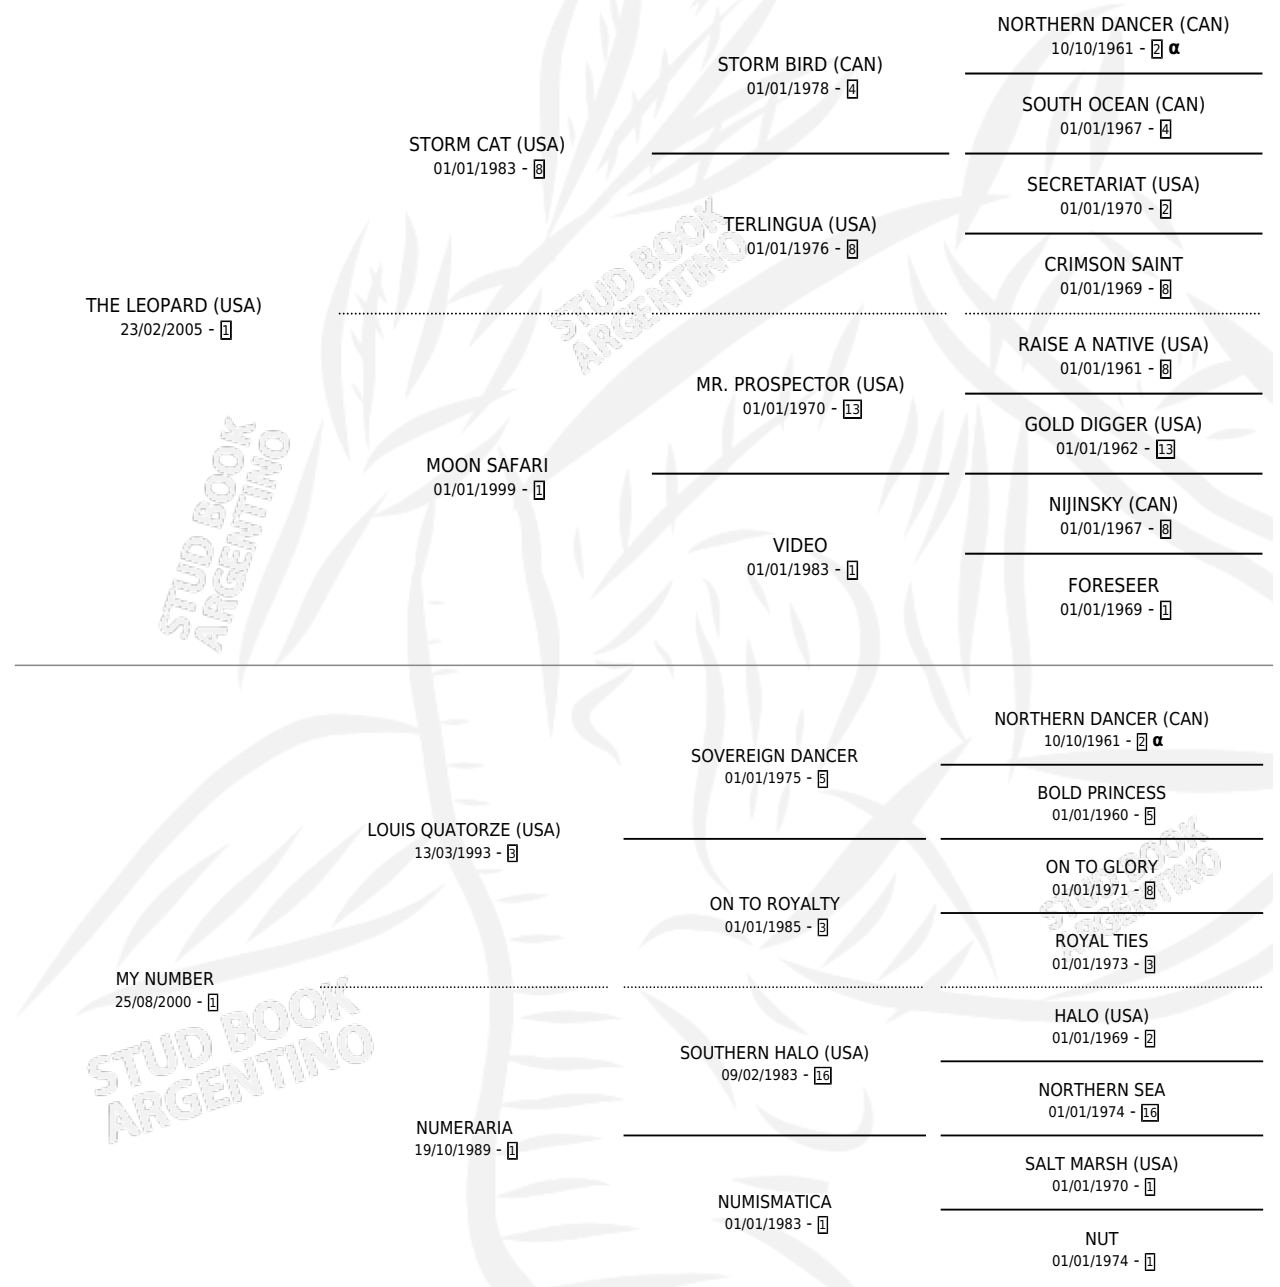 NORTHERN DANCER (CAN)
10/10/1961 - 2 α
STORM BIRD (CAN)
01/01/1978 - 4
SOUTH OCEAN (CAN)
01/01/1967 - 4
STORM CAT (USA)
01/01/1983 - 8
SECRETARIAT (USA)
01/01/1970 - 2
TERLINGUA (USA)
01/01/1976 - 8
CRIMSON SAINT
01/01/1969 - 8
THE LEOPARD (USA)
23/02/2005 - 1
RAISE A NATIVE (USA)
01/01/1961 - 8
MR. PROSPECTOR (USA)
01/01/1970 - 13
GOLD DIGGER (USA)
01/01/1962 - 13
MOON SAFARI
01/01/1999 - 1
NIJINSKY (CAN)
01/01/1967 - 8
VIDEO
01/01/1983 - 1
FORESEER
01/01/1969 - 1
STUD BOOK
ARGENTINO
STUD BOOK
ARGENTINO
NORTHERN DANCER (CAN)
10/10/1961 - 2 α
SOVEREIGN DANCER
01/01/1975 - 5
BOLD PRINCESS
01/01/1960 - 5
LOUIS QUATORZE (USA)
13/03/1993 - 3
ON TO GLORY
01/01/1971 - 8
ON TO ROYALTY
01/01/1985 - 3
ROYAL TIES
01/01/1973 - 3
MY NUMBER
25/08/2000 - 1
HALO (USA)
01/01/1969 - 2
SOUTHERN HALO (USA)
09/02/1983 - 16
NORTHERN SEA
01/01/1974 - 16
NUMERARIA
19/10/1989 - 1
SALT MARSH (USA)
01/01/1970 - 1
NUMISMATICA
01/01/1983 - 1
NUT
01/01/1974 - 1
STUD BOOK
ARGENTINO
STUD BOOK
ARGENTINO